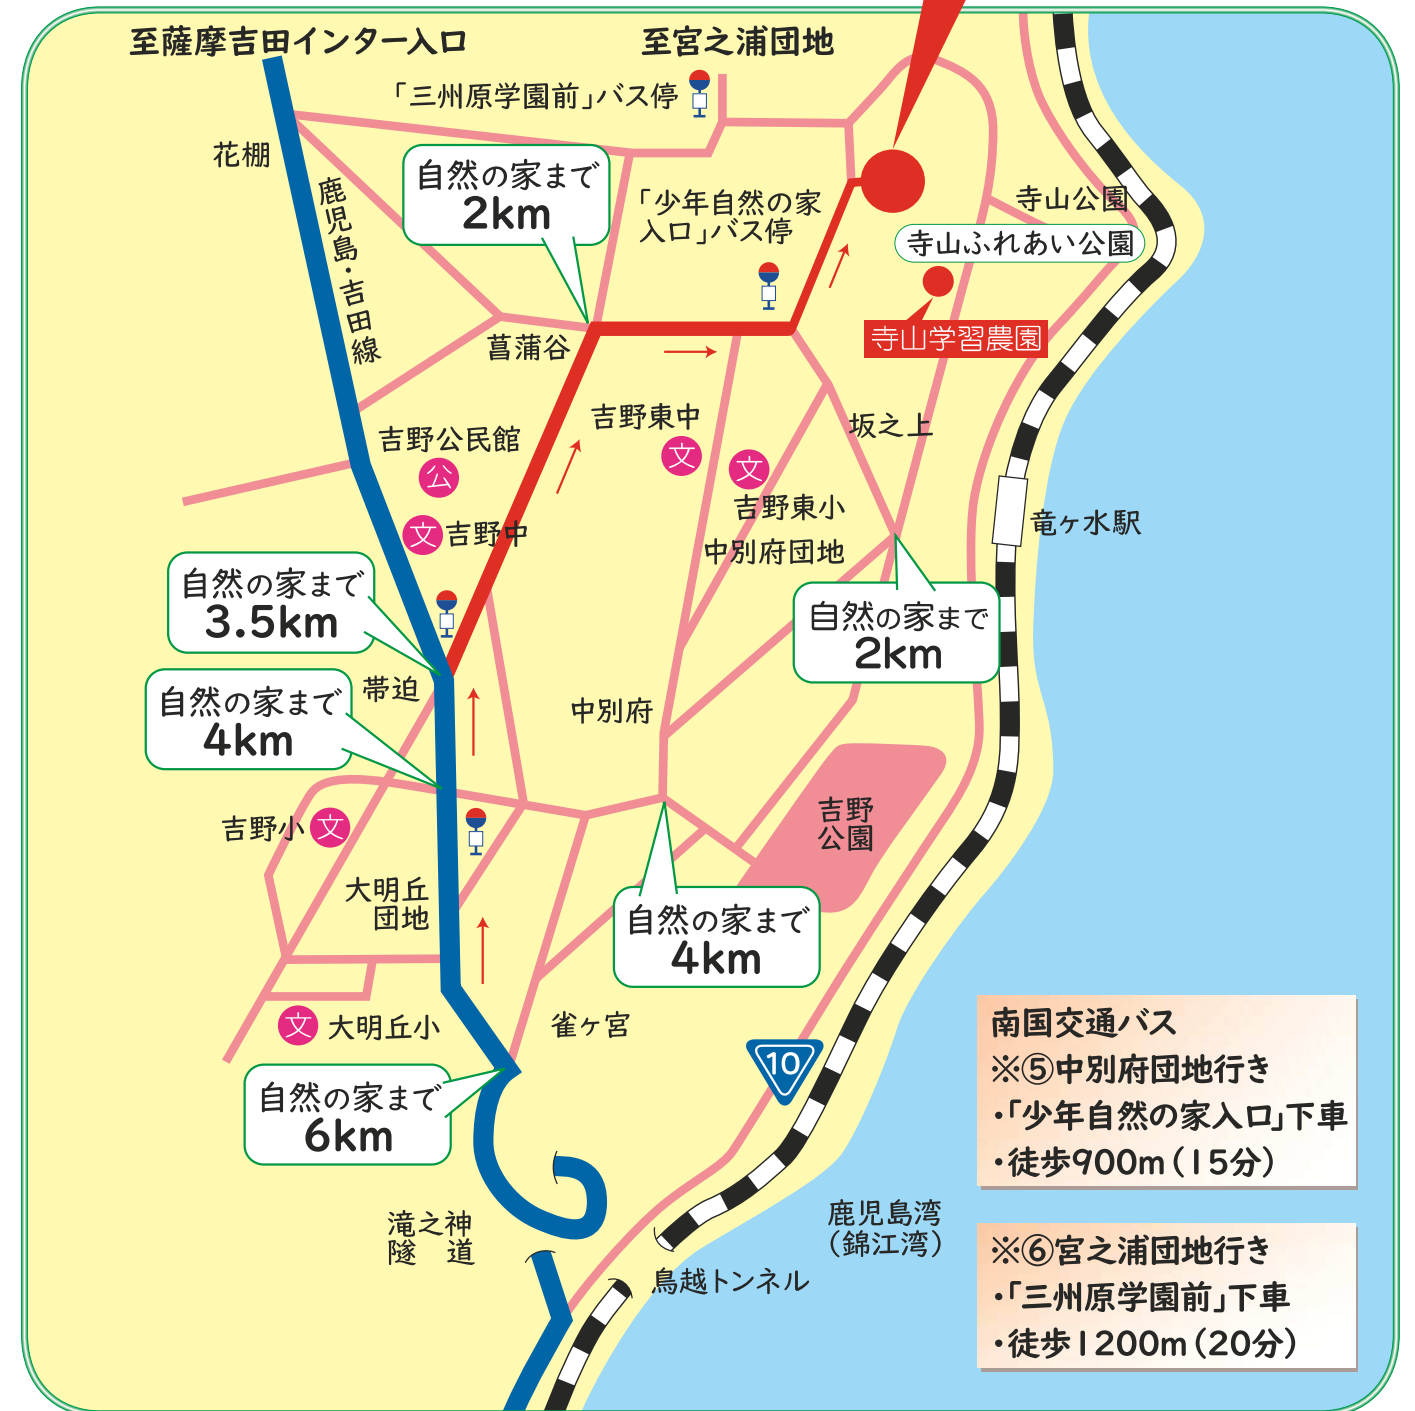 至薩摩吉田インター入口
至宮之浦団地
「三州原学園前」バス停
花棚
鹿児島・吉田線
自然の家まで
2km
「少年自然の家
入口」バス停
寺山公園
寺山ふれあい公園
寺山学習農園
菖蒲谷
吉野東中
文
文
坂之上
吉野公民館
公
文
吉野中
吉野東小
中別府団地
竜ヶ水駅
自然の家まで
3.5km
自然の家まで
2km
帯迫
自然の家まで
4km
中別府
吉野小
文
吉野
公園
大明丘
団地
自然の家まで
4km
文
大明丘小
雀ヶ宮
10
自然の家まで
6km
滝之神
隧　道
鹿児島湾
（錦江湾）
鳥越トンネル
南国交通バス
※⑤中別府団地行き
・「少年自然の家入口」下車
・徒歩900m（15分）
※⑥宮之浦団地行き
・「三州原学園前」下車
・徒歩1200m（20分）